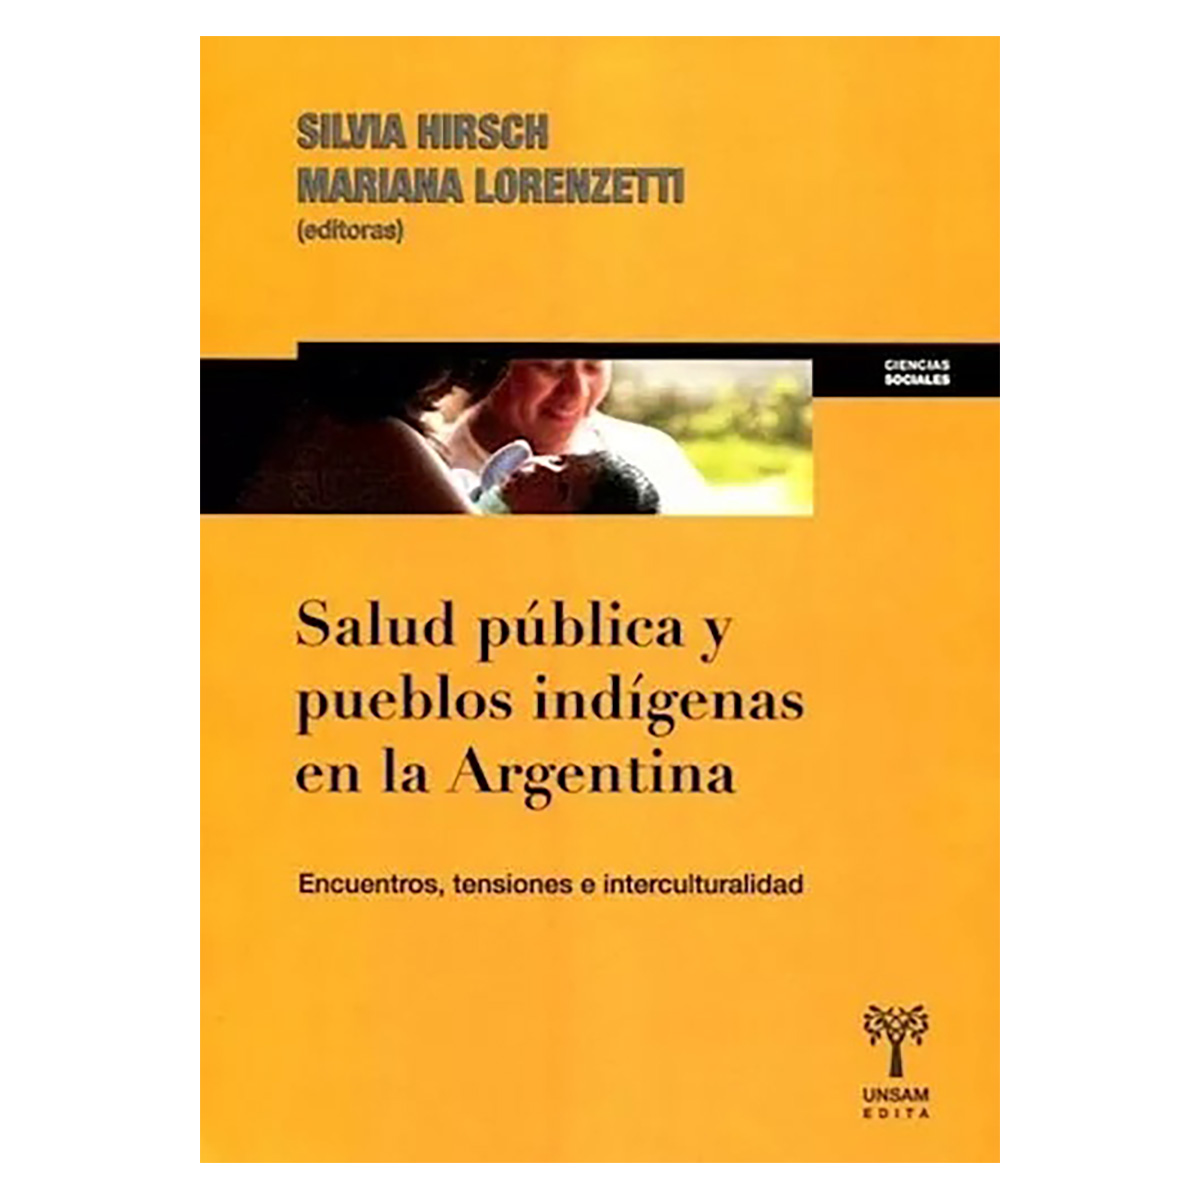 SILVIA HIRSCH
MARIANA LORENZETTI
(editoras)
CIENCIAS
SOCIALES
Salud pública y
pueblos indígenas
en la Argentina
Encuentros, tensiones e interculturalidad
UNSAM
EDITA